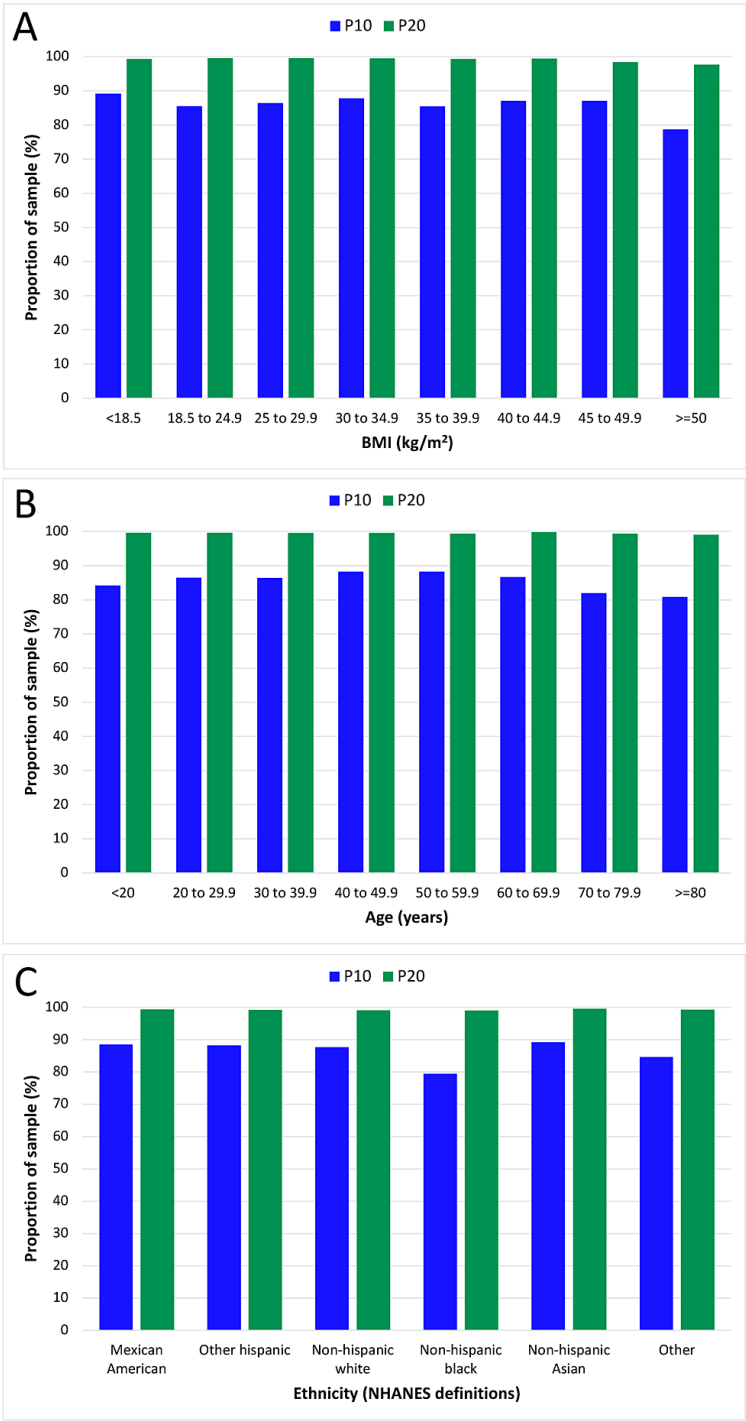 A
P10 P20
100
90
80
70
60
50
40
30
20
10
0
Proportion of sample (%)
<18.5 18.5 to 24.9 25 to 29.9 30 to 34.9 35 to 39.9 40 to 44.9 45 to 49.9 >=50
BMI (kg/m²)
B
P10 P20
100
90
80
70
60
50
40
30
20
10
0
Proportion of sample (%)
<20 20 to 29.9 30 to 39.9 40 to 49.9 50 to 59.9 60 to 69.9 70 to 79.9 >=80
Age (years)
C
P10 P20
100
90
80
70
60
50
40
30
20
10
0
Proportion of sample (%)
Mexican Other hispanic Non-hispanic Non-hispanic Non-hispanic Other
American white black Asian
Ethnicity (NHANES definitions)